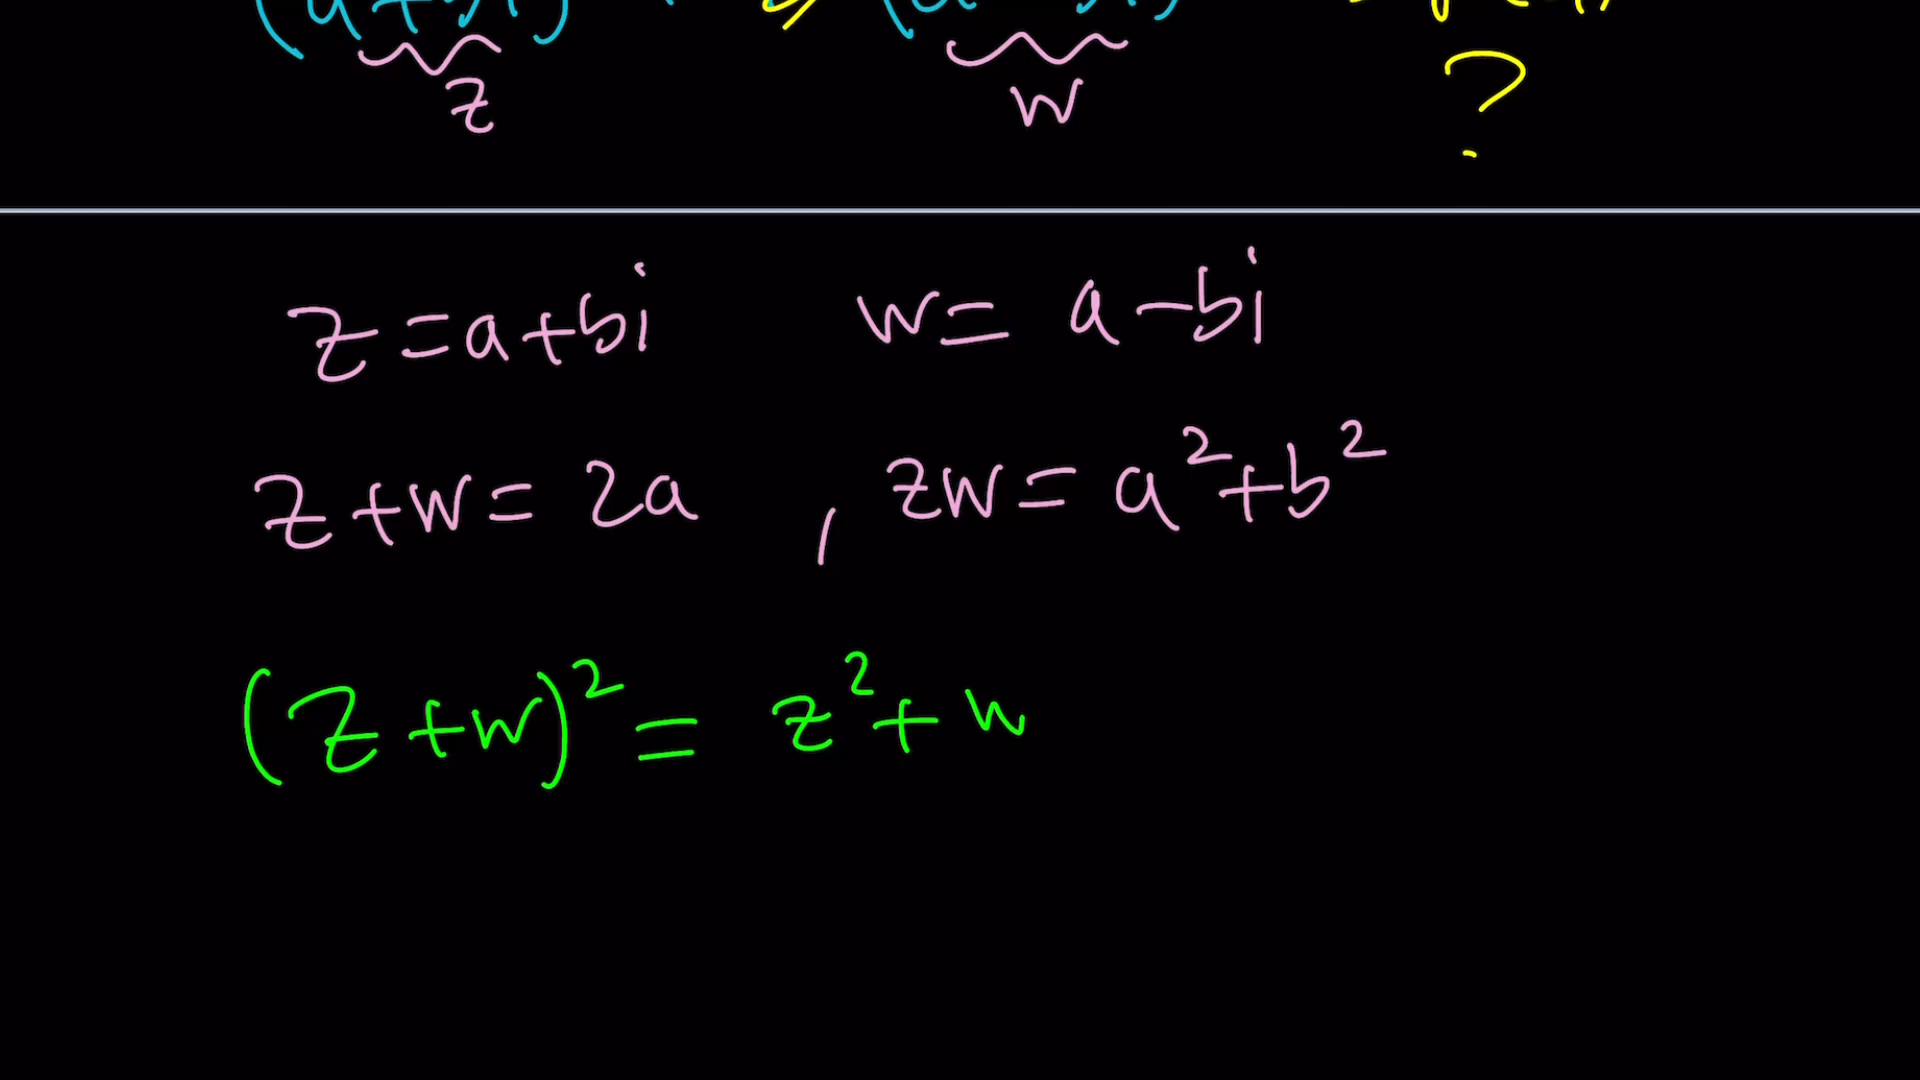 z w ?
z = a + bi w = a - bi
z + w = 2a , zw = a² + b²
(z + w)² = z² + w